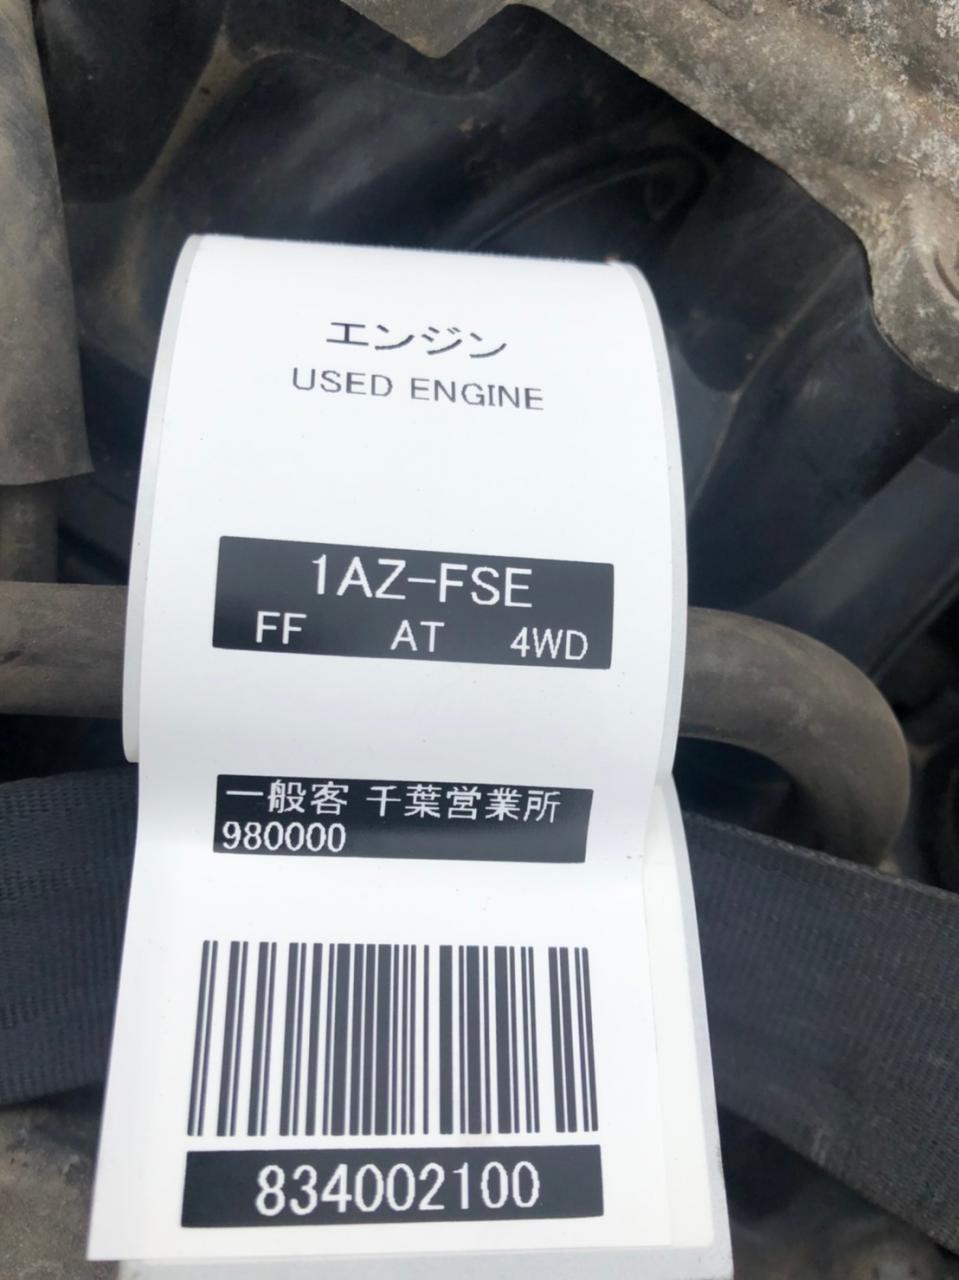 エンジン
USED ENGINE
1AZ-FSE
FF AT 4WD
一般客 千葉営業所
980000
834002100